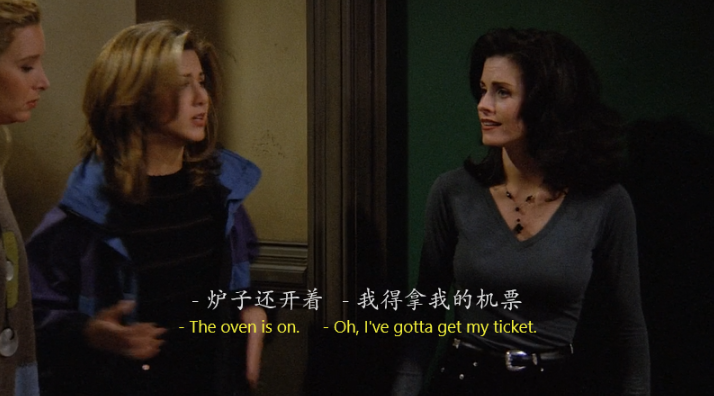 - 炉子还开着 - 我得拿我的机票
- The oven is on. - Oh, I've gotta get my ticket.